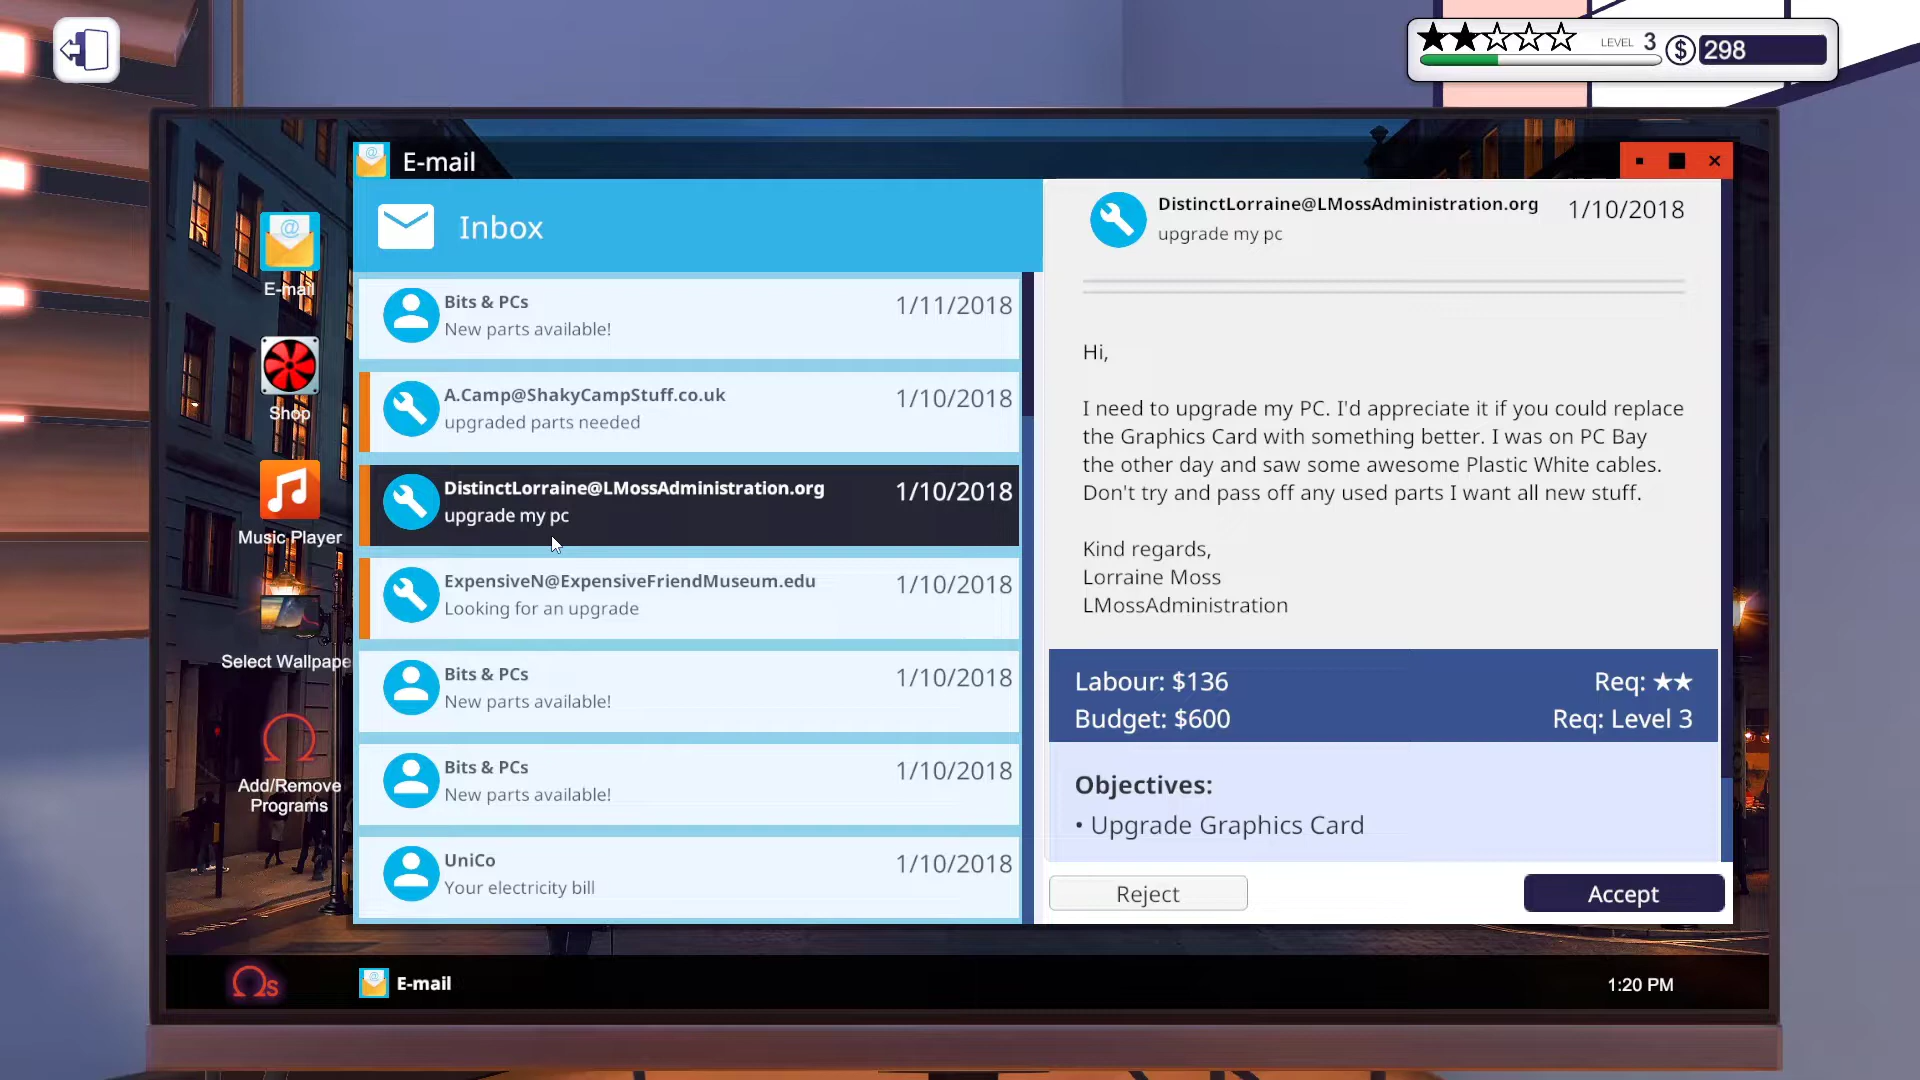 LEVEL 3
$ 298
E-mail
Inbox
Bits & PCs
1/11/2018
New parts available!
A.Camp@ShakyCampStuff.co.uk
1/10/2018
upgraded parts needed
DistinctLorraine@LMossAdministration.org
1/10/2018
upgrade my pc
ExpensiveN@ExpensiveFriendMuseum.edu
1/10/2018
Looking for an upgrade
Bits & PCs
1/10/2018
New parts available!
Bits & PCs
1/10/2018
New parts available!
UniCo
1/10/2018
Your electricity bill
DistinctLorraine@LMossAdministration.org
1/10/2018
upgrade my pc
Hi,
I need to upgrade my PC. I'd appreciate it if you could replace
the Graphics Card with something better. I was on PC Bay
the other day and saw some awesome Plastic White cables.
Don't try and pass off any used parts I want all new stuff.
Kind regards,
Lorraine Moss
LMossAdministration
Labour: $136
Req: ★★
Budget: $600
Req: Level 3
Objectives:
• Upgrade Graphics Card
Reject
Accept
E-mail
Shop
Music Player
Select Wallpape
Add/Remove
Programs
Ωs
E-mail
1:20 PM